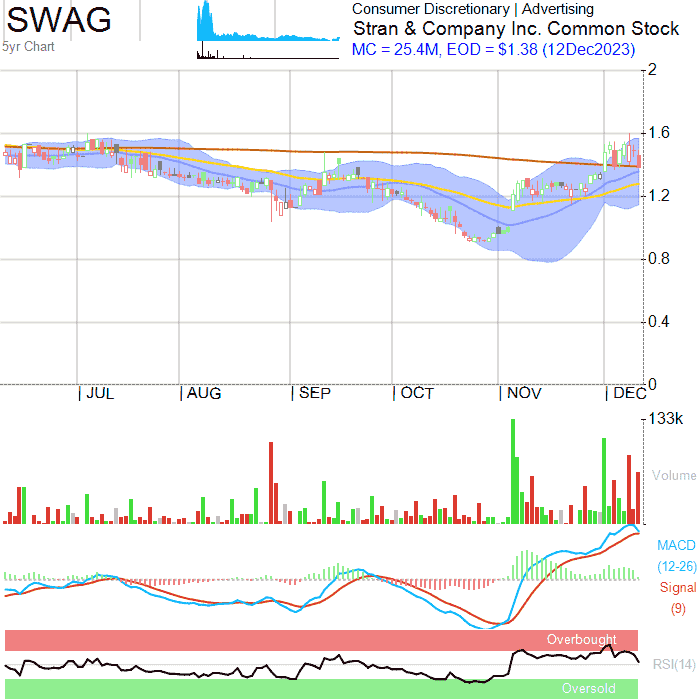 SWAG
5yr Chart
Consumer Discretionary | Advertising
Stran & Company Inc. Common Stock
MC = 25.4M, EOD = $1.38 (12Dec2023)
2
1.6
1.2
0.8
0.4
0
|JUL |AUG |SEP |OCT |NOV |DEC
133k
Volume
MACD
(12-26)
Signal
(9)
Overbought
RSI(14)
Oversold